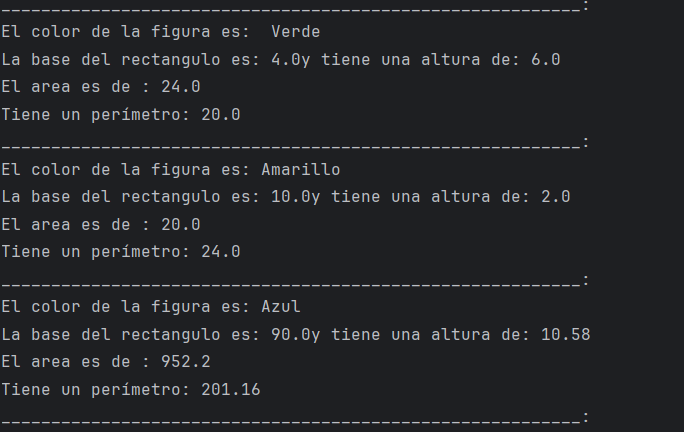 __________________________________________________________:
El color de la figura es:  Verde
La base del rectangulo es: 4.0y tiene una altura de: 6.0
El area es de : 24.0
Tiene un perímetro: 20.0
__________________________________________________________:
El color de la figura es: Amarillo
La base del rectangulo es: 10.0y tiene una altura de: 2.0
El area es de : 20.0
Tiene un perímetro: 24.0
__________________________________________________________:
El color de la figura es: Azul
La base del rectangulo es: 90.0y tiene una altura de: 10.58
El area es de : 952.2
Tiene un perímetro: 201.16
__________________________________________________________: